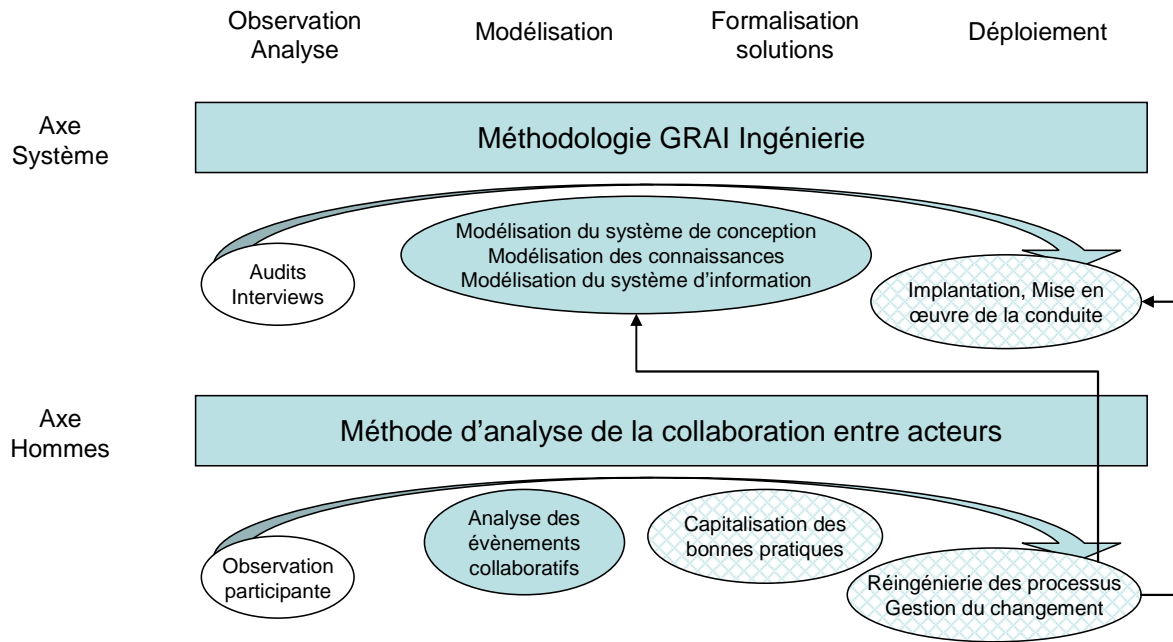 Observation
Analyse
Modélisation
Formalisation
solutions
Déploiement
Axe
Système
Méthodologie GRAI Ingénierie
Audits
Interviews
Modélisation du système de conception
Modélisation des connaissances
Modélisation du système d'information
Implantation, Mise en
œuvre de la conduite
Axe
Hommes
Méthode d'analyse de la collaboration entre acteurs
Observation
participante
Analyse des
évènements
collaboratifs
Capitalisation des
bonnes pratiques
Réingénierie des processus
Gestion du changement